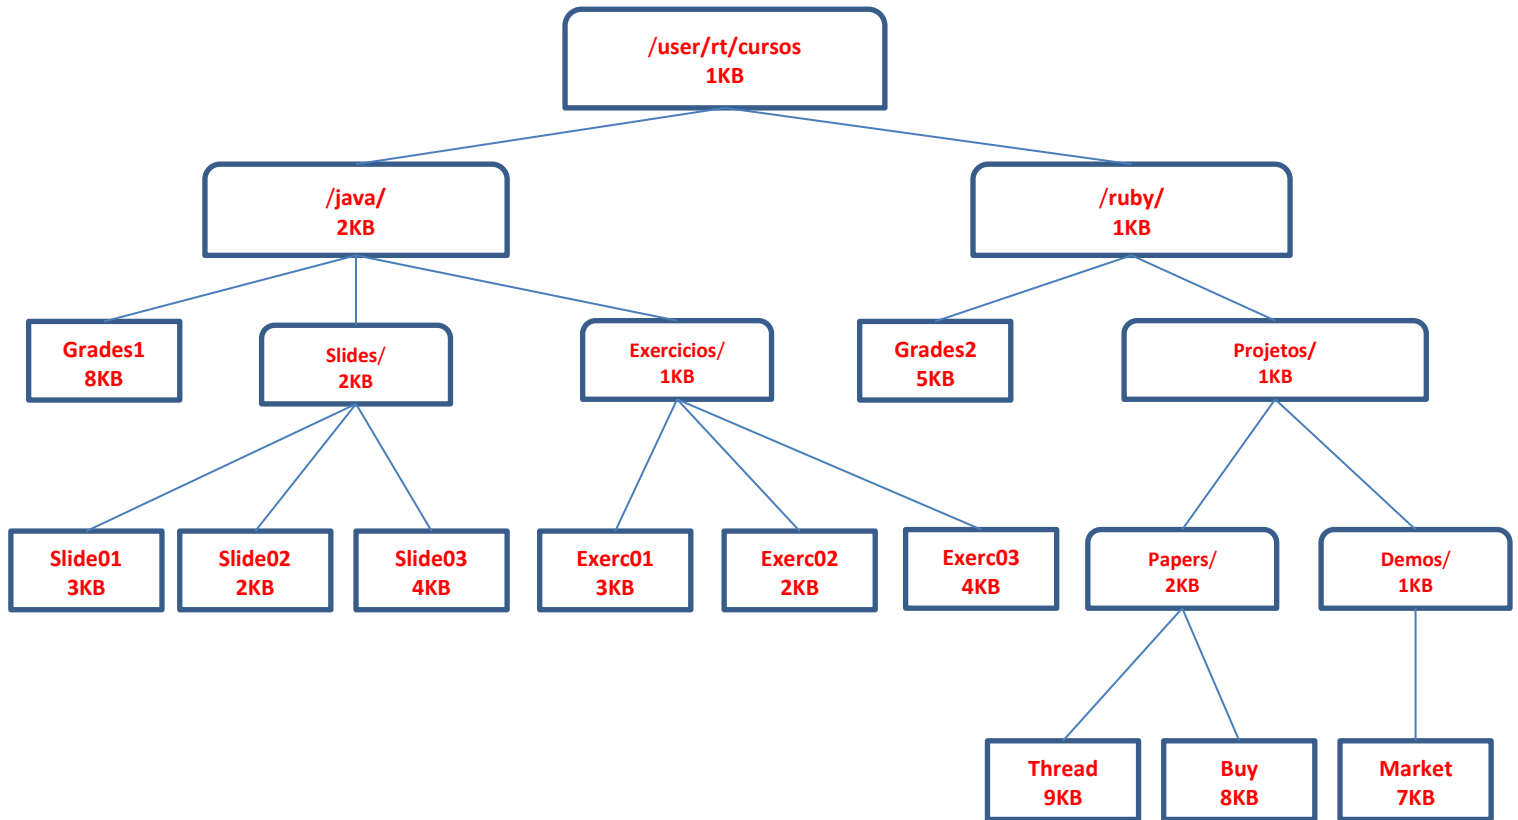 /user/rt/cursos
1KB
/java/
2KB
/ruby/
1KB
Grades1
8KB
Slides/
2KB
Exercicios/
1KB
Grades2
5KB
Projetos/
1KB
Slide01
3KB
Slide02
2KB
Slide03
4KB
Exerc01
3KB
Exerc02
2KB
Exerc03
4KB
Papers/
2KB
Demos/
1KB
Thread
9KB
Buy
8KB
Market
7KB